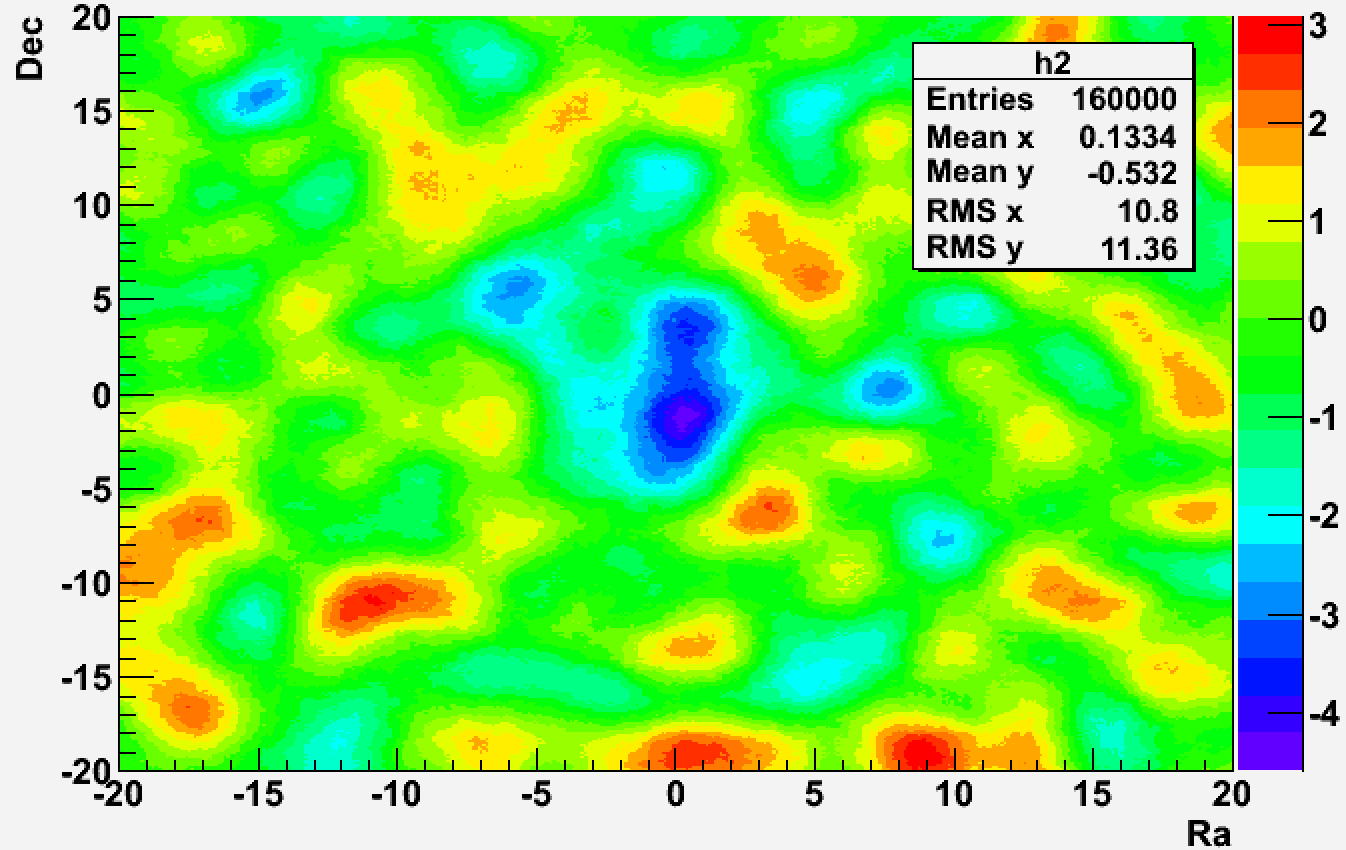 Dec
20
15
10
5
0
-5
-10
-15
-20
-20 -15 -10 -5 0 5 10 15 20
Ra
h2
Entries 160000
Mean x 0.1334
Mean y -0.532
RMS x 10.8
RMS y 11.36
3
2
1
0
-1
-2
-3
-4